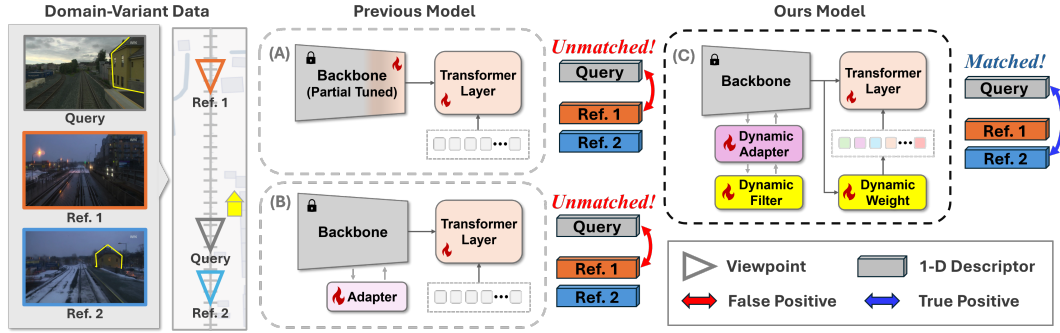 Domain-Variant Data
Query
Ref. 1
Ref. 2
Ref. 1
Query
Ref. 2
Previous Model
(A)
Backbone
(Partial Tuned)
Transformer
Layer
Unmatched!
Query
Ref. 1
Ref. 2
(B)
Backbone
Adapter
Transformer
Layer
Unmatched!
Query
Ref. 1
Ref. 2
Ours Model
(C)
Backbone
Dynamic
Adapter
Dynamic
Filter
Transformer
Layer
Dynamic
Weight
Matched!
Query
Ref. 1
Ref. 2
Viewpoint
1-D Descriptor
False Positive
True Positive